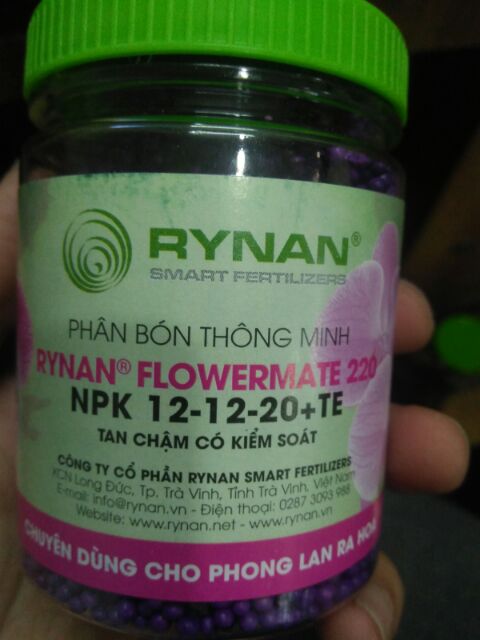 RYNAN®
SMART FERTILIZERS
PHÂN BÓN THÔNG MINH
RYNAN® FLOWERMATE 220
NPK 12-12-20+TE
TAN CHẬM CÓ KIỂM SOÁT
CÔNG TY CỔ PHẦN RYNAN SMART FERTILIZERS
KCN Long Đức, Tp. Trà Vinh, Tỉnh Trà Vinh, Việt Nam
E-mail: info@rynan.vn - Điện thoại: 0287 3093 988
Website: www.rynan.net - www.rynan.vn
CHUYÊN DÙNG CHO PHONG LAN RA HOA